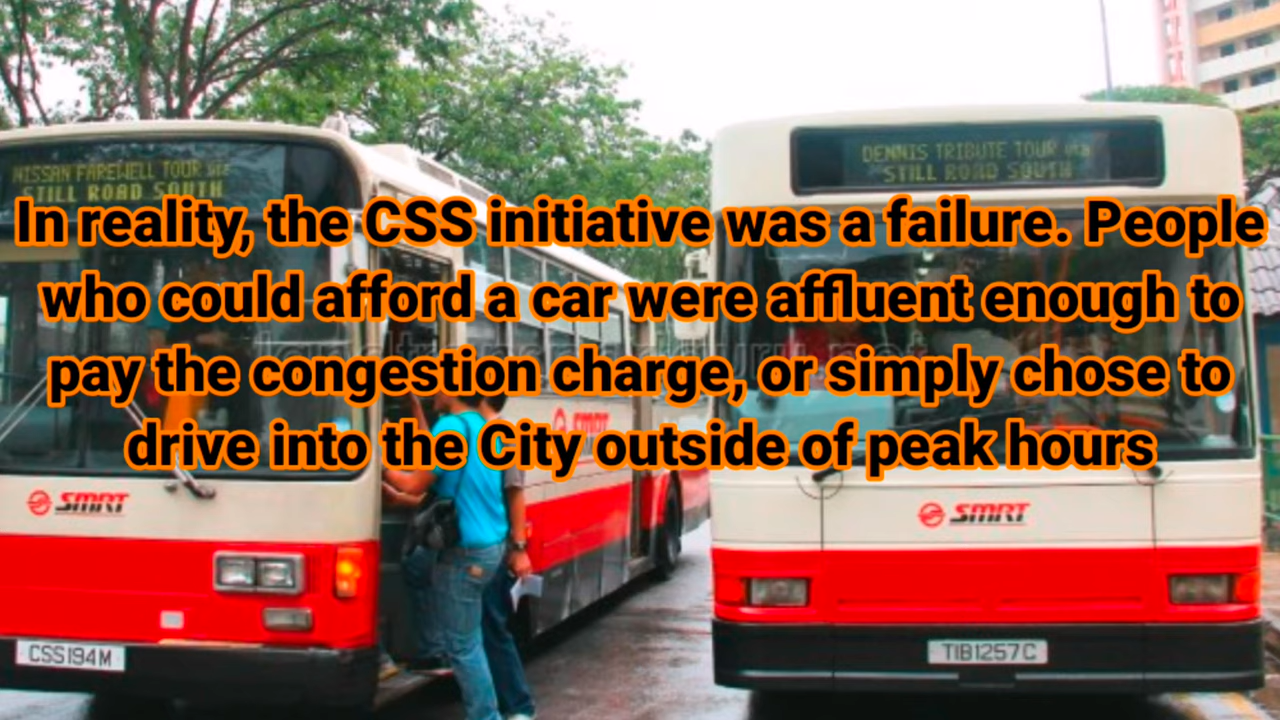 NISSAN FAREWELL TOUR via
STILL ROAD SOUTH
DENNIS TRIBUTE TOUR via
STILL ROAD SOUTH
In reality, the CSS initiative was a failure. People
who could afford a car were affluent enough to
pay the congestion charge, or simply chose to
drive into the City outside of peak hours
SMRT
SMRT
SMRT
CSS194M
TIB1257C